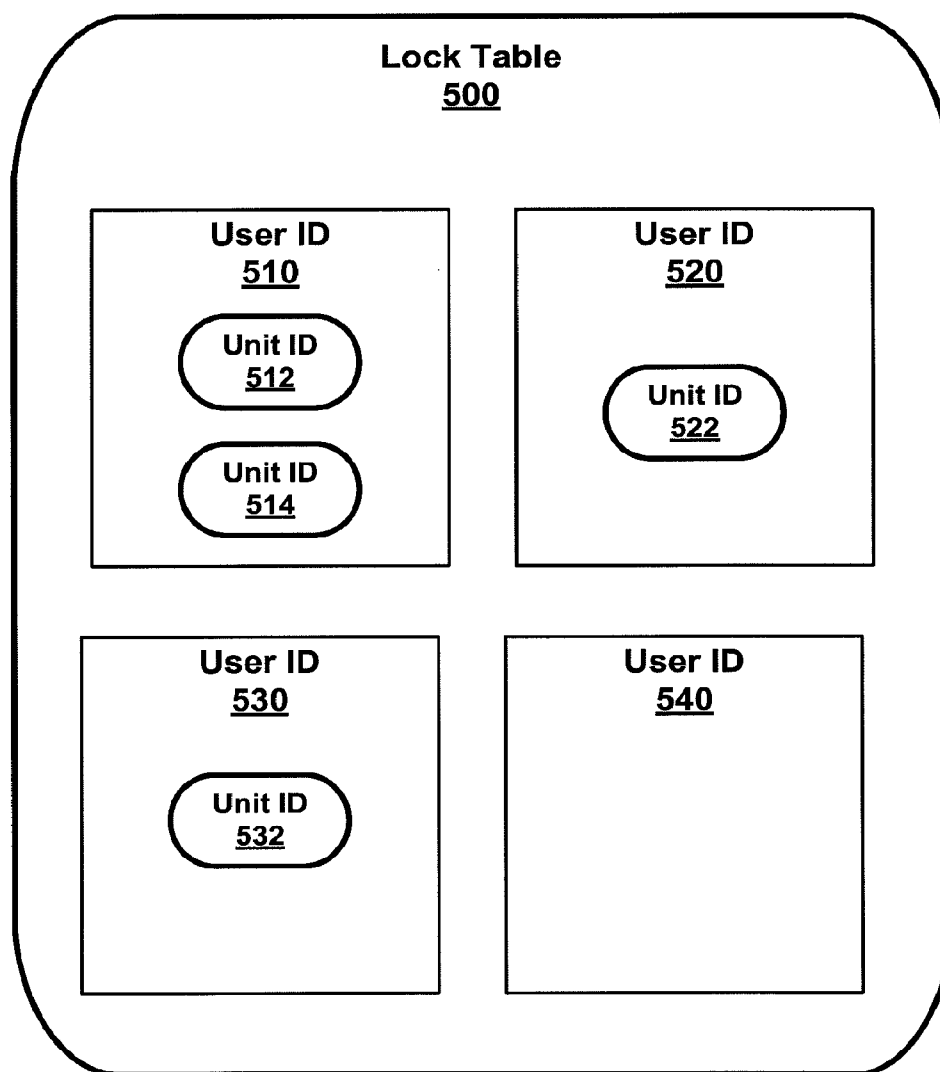 Lock Table
500
User ID
510
Unit ID
512
Unit ID
514
User ID
520
Unit ID
522
User ID
530
Unit ID
532
User ID
540